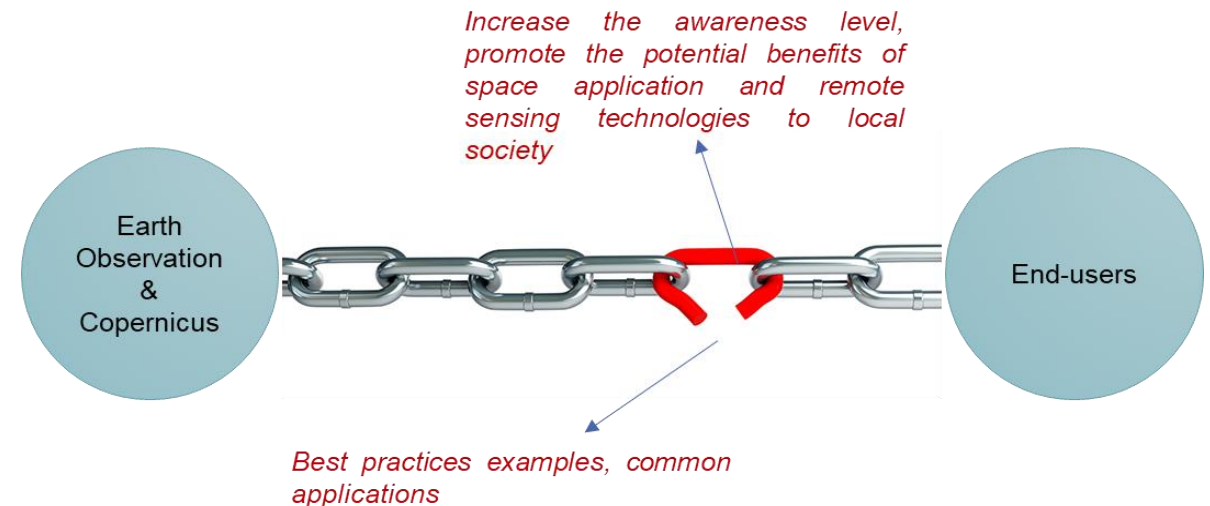 Increase the awareness level,
promote the potential benefits of
space application and remote
sensing technologies to local
society
Earth
Observation
&
Copernicus
End-users
Best practices examples, common
applications